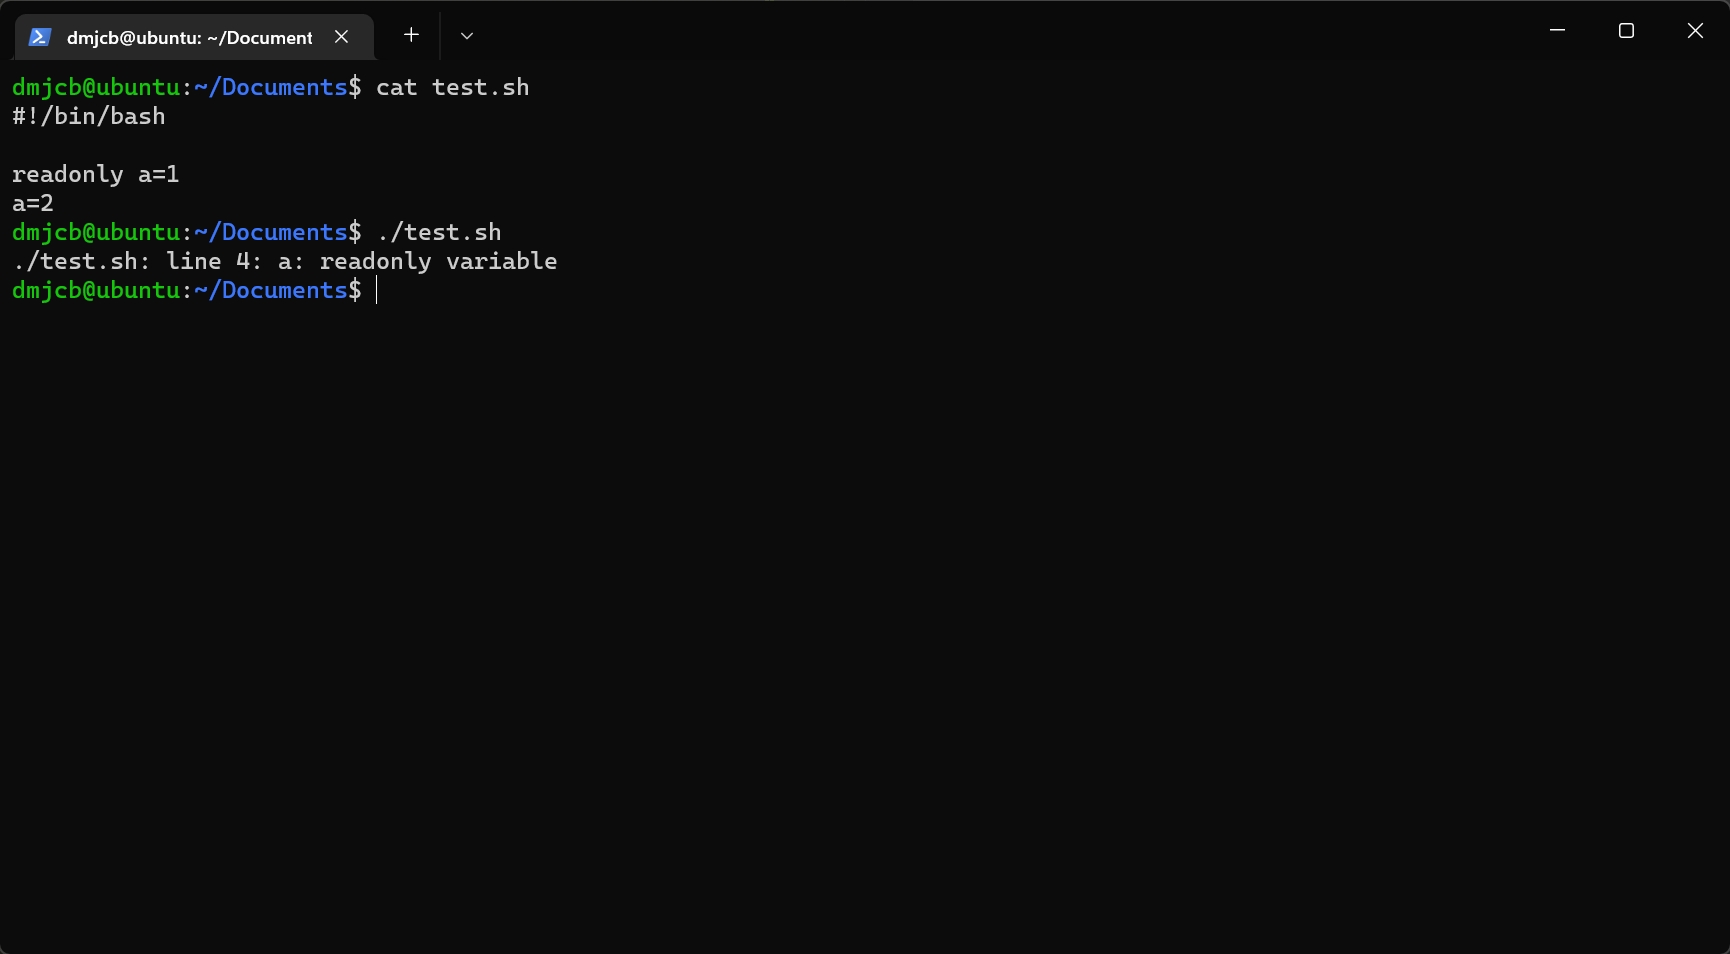 dmjcb@ubuntu: ~/Document
dmjcb@ubuntu:~/Documents$ cat test.sh
#!/bin/bash
readonly a=1
a=2
dmjcb@ubuntu:~/Documents$ ./test.sh
./test.sh: line 4: a: readonly variable
dmjcb@ubuntu:~/Documents$